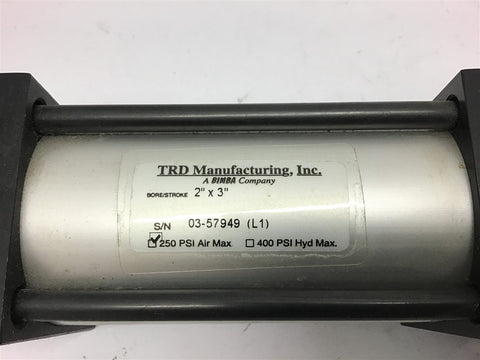 TRD Manufacturing, Inc.
A BIMBA Company
BORE/STROKE 2" x 3"
S/N 03-57949 (L1)
☑ 250 PSi Air Max ☐ 400 PSI Hyd Max.